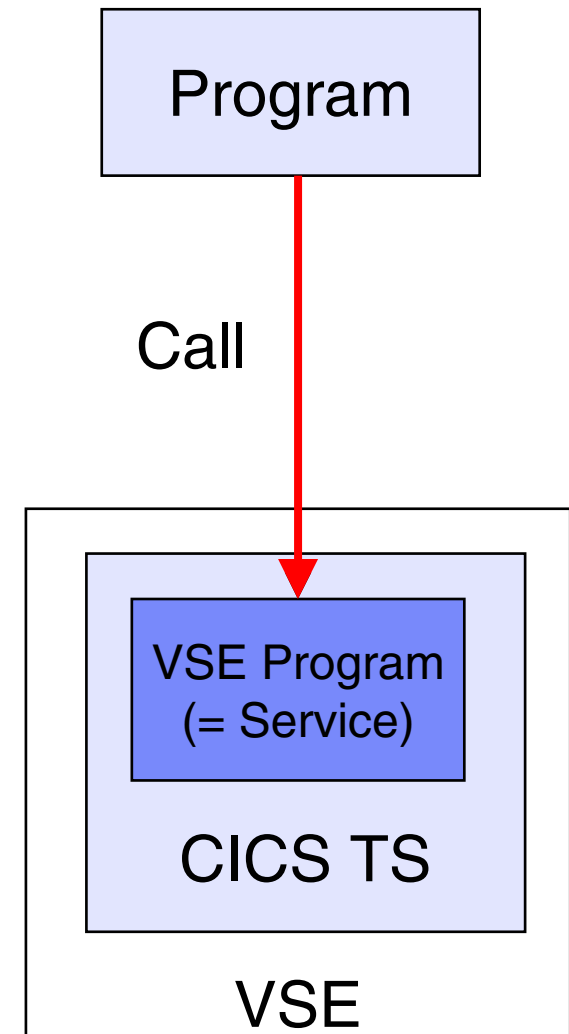 Program
Call
VSE Program
(= Service)
CICS TS
VSE